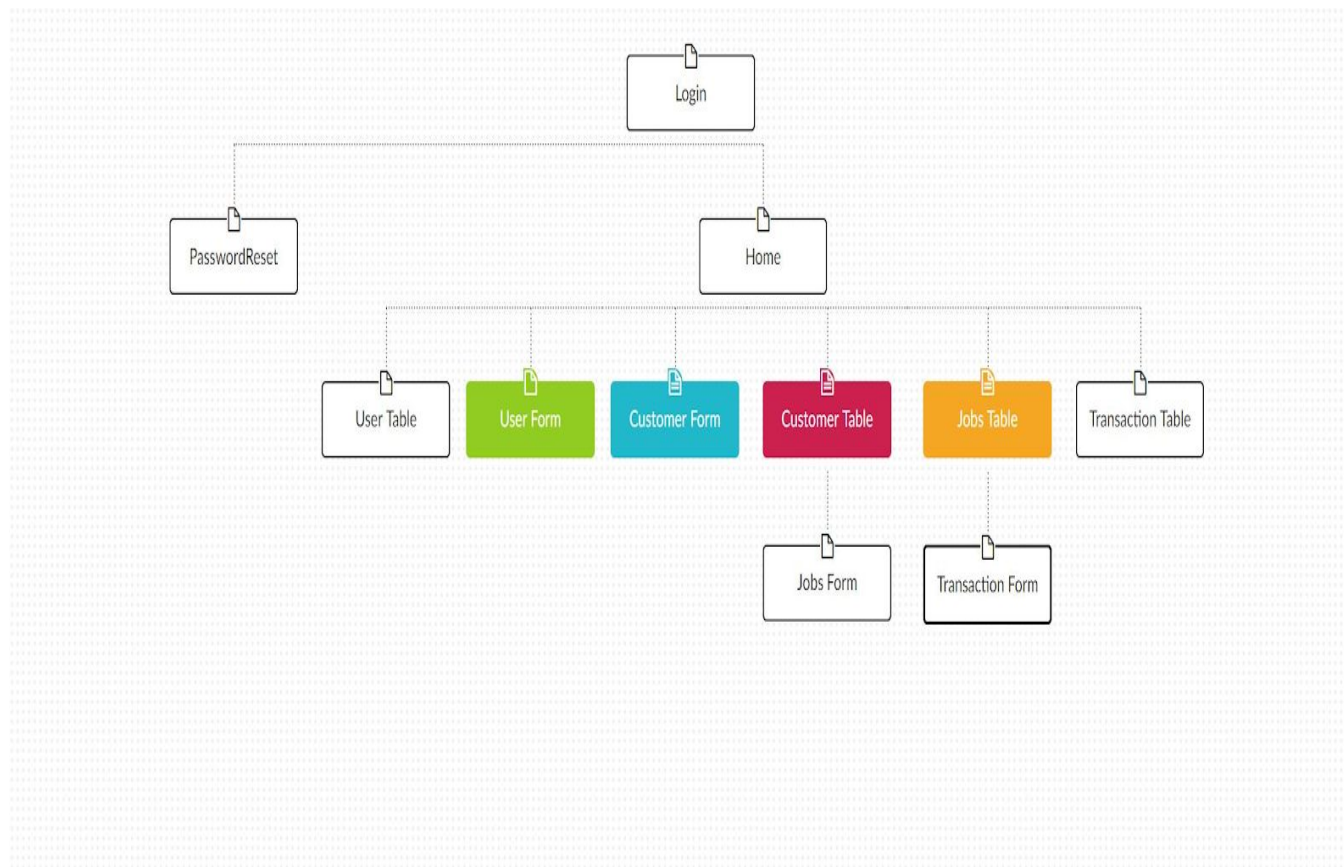 Login
PasswordReset
Home
User Table
User Form
Customer Form
Customer Table
Jobs Table
Transaction Table
Jobs Form
Transaction Form